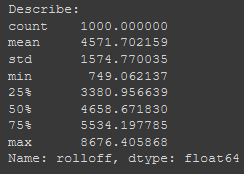 Describe:
count    1000.000000
mean     4571.702159
std      1574.770035
min       749.062137
25%      3380.956639
50%      4658.671830
75%      5534.197785
max      8676.405868
Name: rolloff, dtype: float64